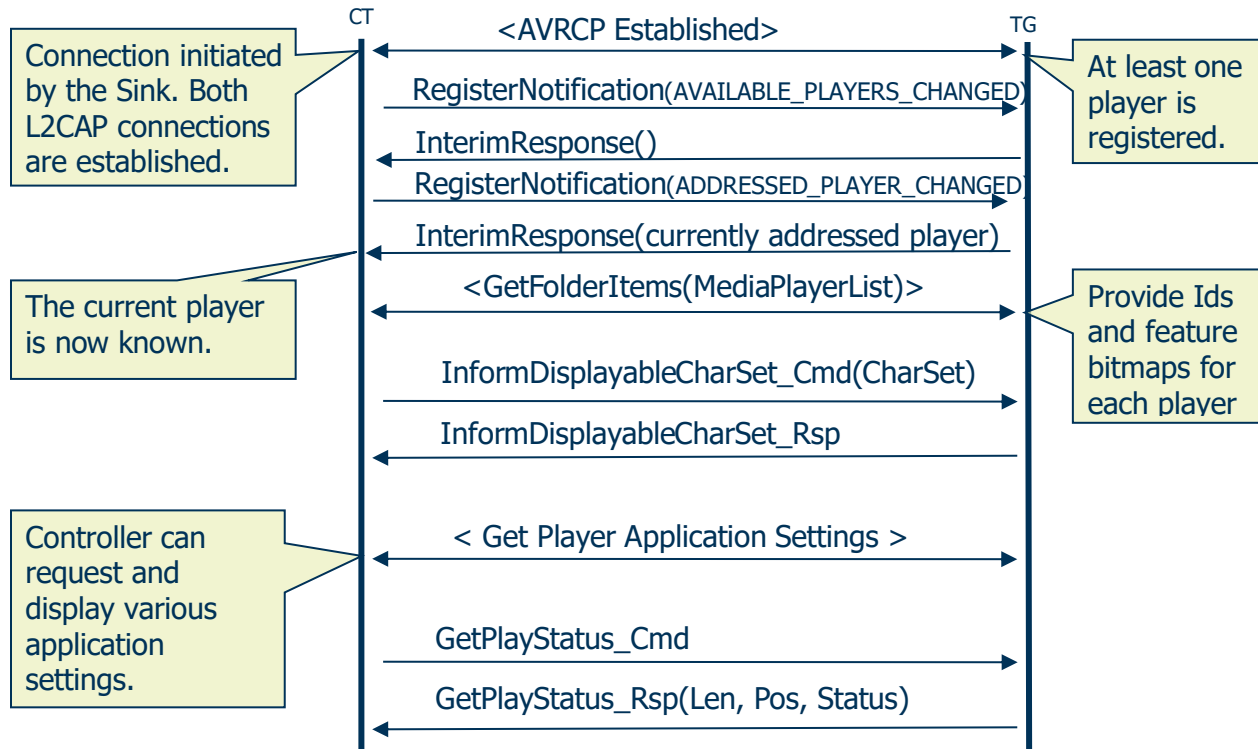 CT
TG
<AVRCP Established>
Connection initiated
by the Sink. Both
L2CAP connections
are established.
At least one
player is
registered.
RegisterNotification(AVAILABLE_PLAYERS_CHANGED)
InterimResponse()
RegisterNotification(ADDRESSED_PLAYER_CHANGED)
InterimResponse(currently addressed player)
The current player
is now known.
<GetFolderItems(MediaPlayerList)>
Provide Ids
and feature
bitmaps for
each player
InformDisplayableCharSet_Cmd(CharSet)
InformDisplayableCharSet_Rsp
Controller can
request and
display various
application
settings.
< Get Player Application Settings >
GetPlayStatus_Cmd
GetPlayStatus_Rsp(Len, Pos, Status)